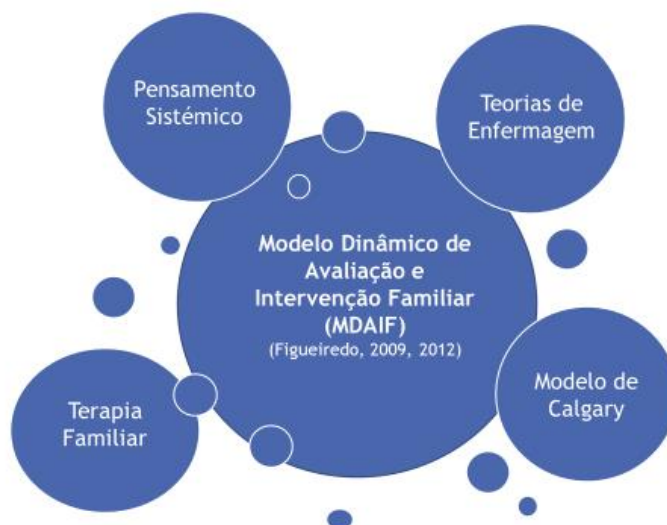 Pensamento
Sistémico
Teorias de
Enfermagem
Modelo Dinâmico de
Avaliação e
Intervenção Familiar
(MDAIF)
(Figueiredo, 2009, 2012)
Terapia
Familiar
Modelo de
Calgary